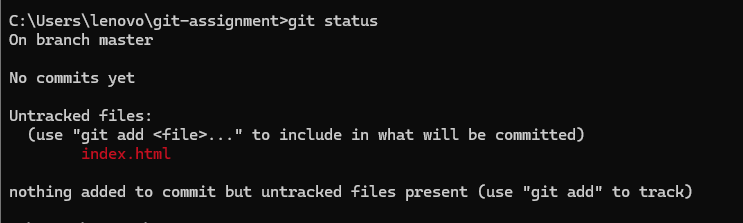 C:\Users\lenovo\git-assignment>git status
On branch master
No commits yet
Untracked files:
(use "git add <file>..." to include in what will be committed)
index.html
nothing added to commit but untracked files present (use "git add" to track)